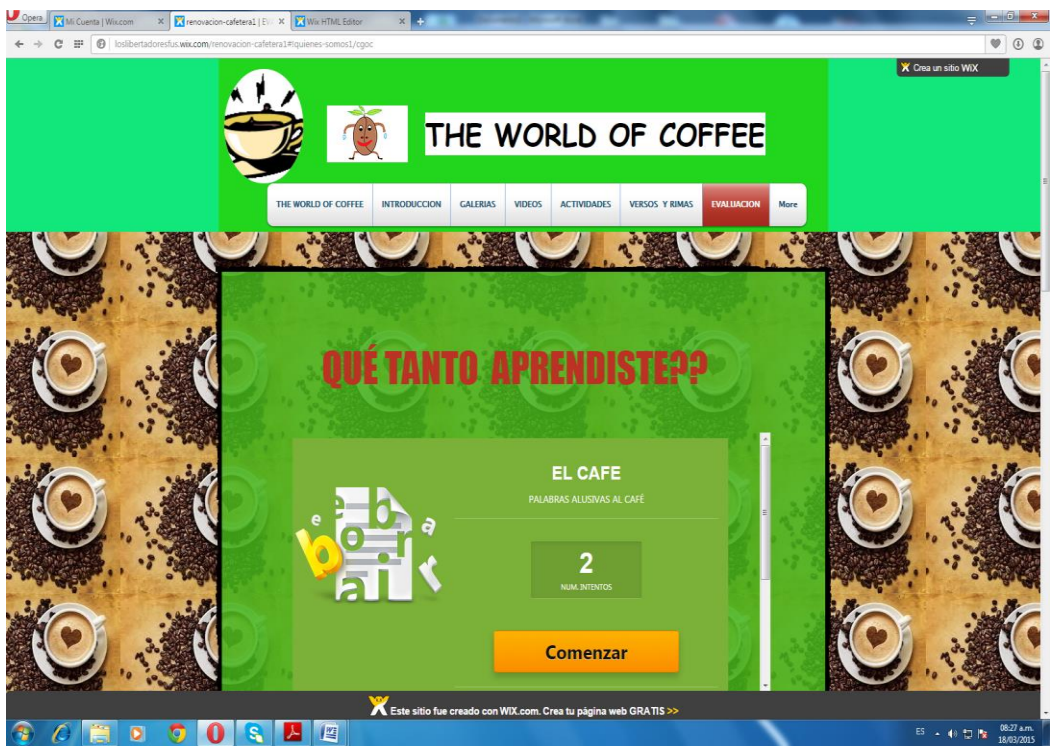 Opera
Mi Cuenta | Wix.com
renovacion-cafetera1 | EV
Wix HTML Editor
loslibertadoresfus.wix.com/renovacion-cafetera1#!quienes-somos1/cgoc
Crea un sitio WiX
THE WORLD OF COFFEE
THE WORLD OF COFFEE INTRODUCCION GALERIAS VIDEOS ACTIVIDADES VERSOS Y RIMAS EVALUACION More
QUÉ TANTO APRENDISTE??
EL CAFE
PALABRAS ALUSIVAS AL CAFÉ
2
NUM. INTENTOS
Comenzar
Este sitio fue creado con WIX.com. Crea tu página web GRATIS >>
ES
08:27 a.m.
18/03/2015